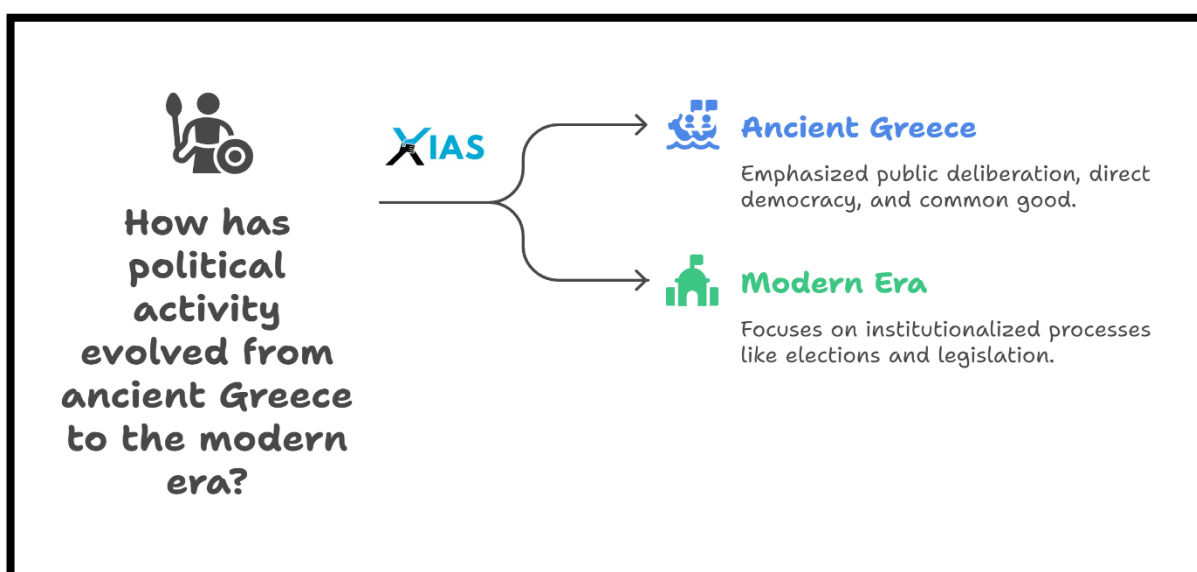 How has
political
activity
evolved from
ancient Greece
to the modern
era?
XIAS
Ancient Greece
Emphasized public deliberation, direct
democracy, and common good.
Modern Era
Focuses on institutionalized processes
like elections and legislation.